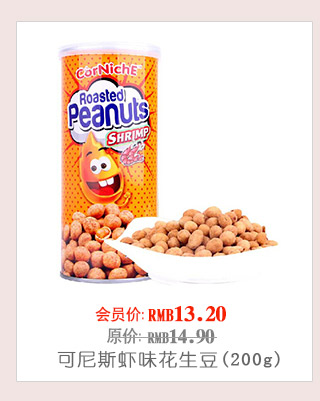 CorNichE
Roasted
Peanuts
SHRIMP
会员价: RMB13.20
原价: RMB14.90
可尼斯虾味花生豆(200g)